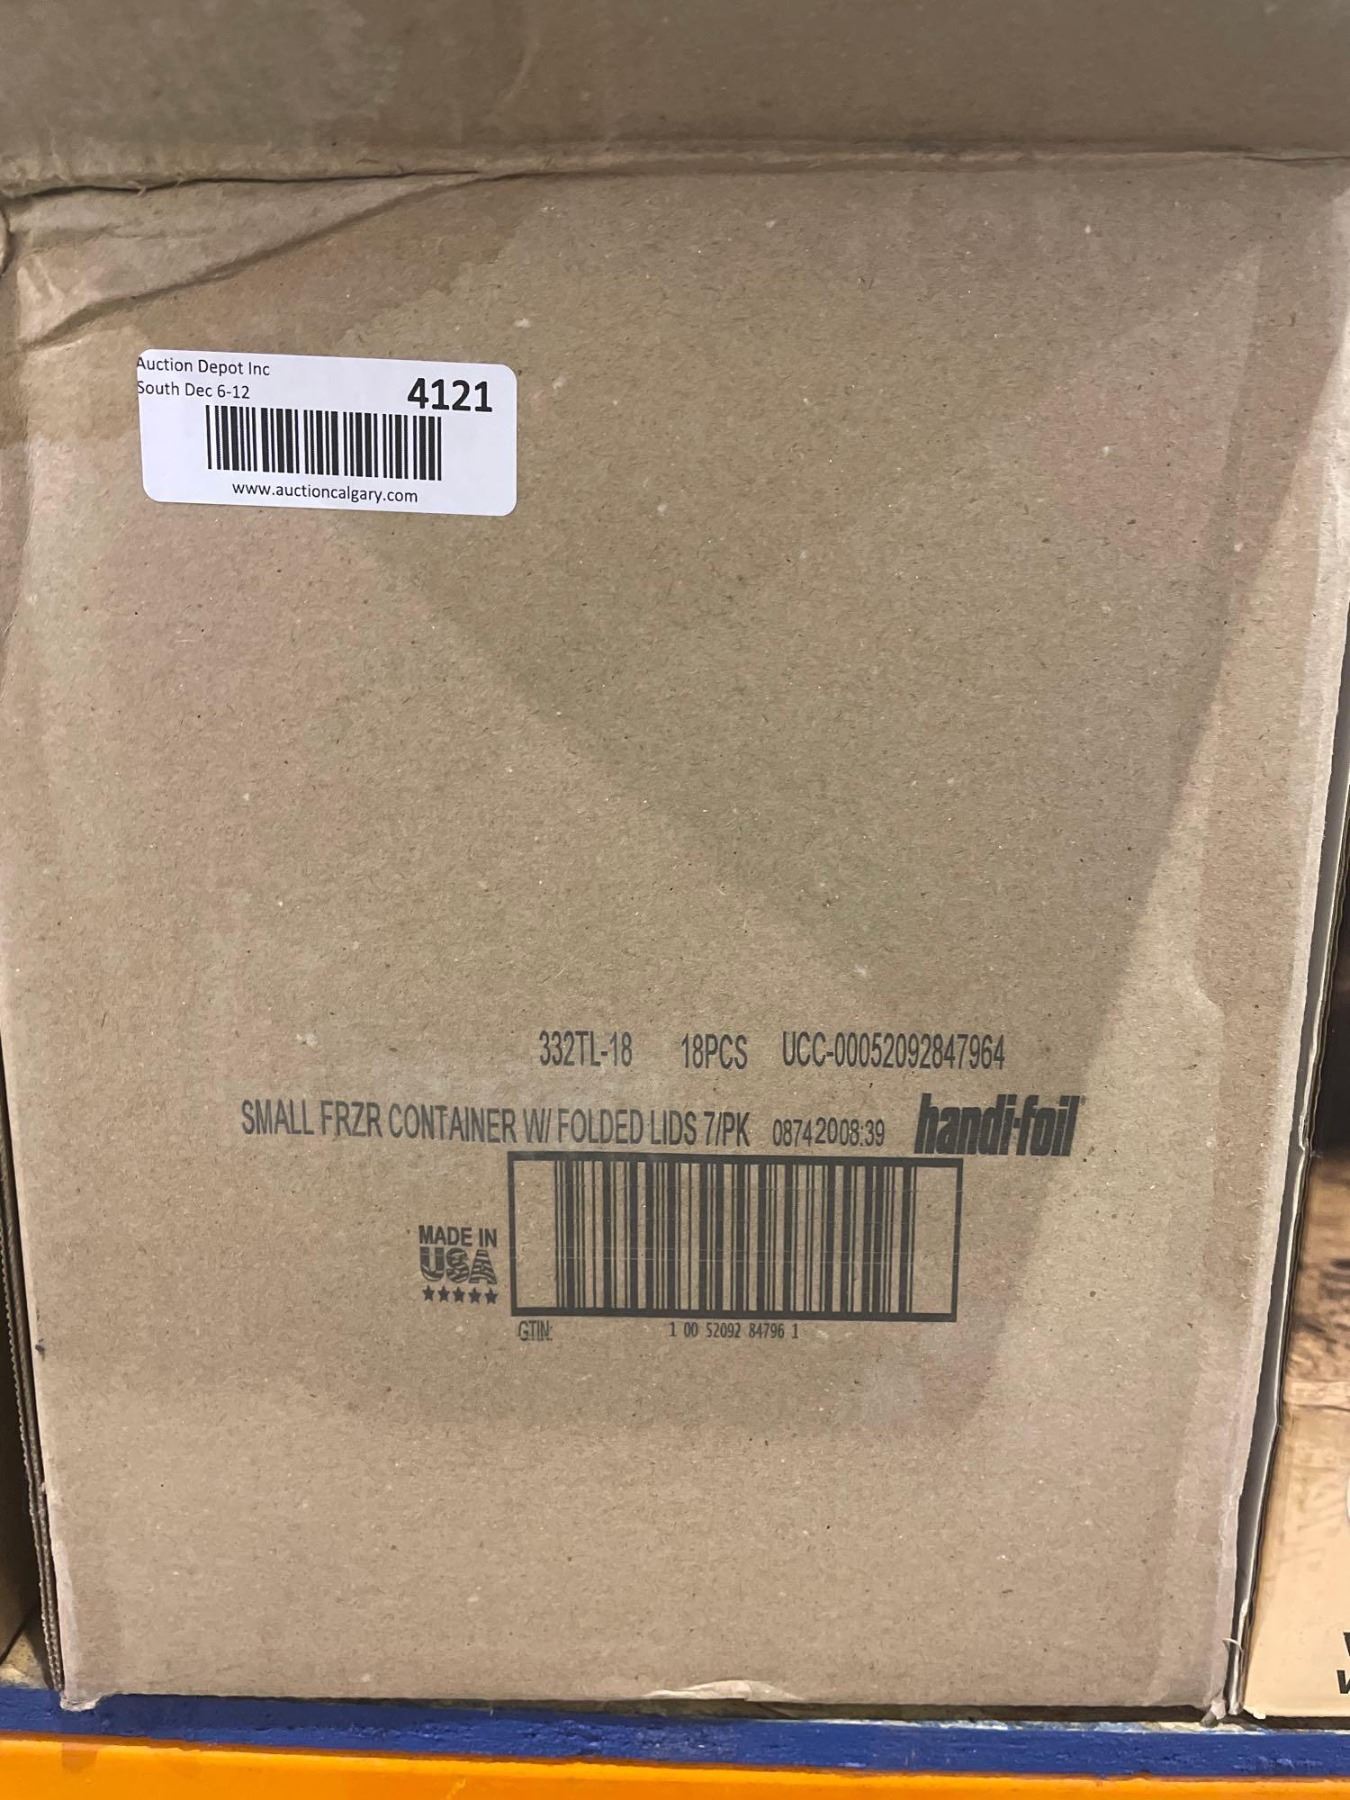 Auction Depot Inc
South Dec 6-12
4121
www.auctioncalgary.com
332TL-18 18PCS UCC-00052092847964
SMALL FRZR CONTAINER W/ FOLDED LIDS 7/PK 08742008:39 handi-foil
MADE IN
USA
GTIN: 1 00 52092 84796 1